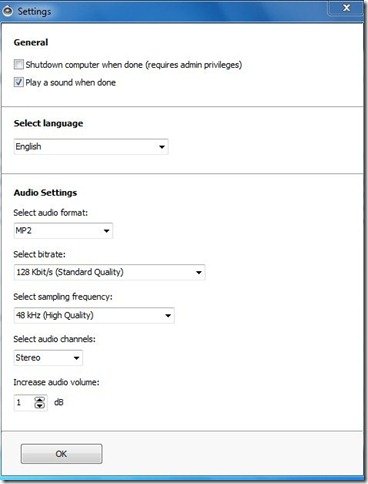 Settings
General
Shutdown computer when done (requires admin privileges)
Play a sound when done
Select language
English
Audio Settings
Select audio format:
MP2
Select bitrate:
128 Kbit/s (Standard Quality)
Select sampling frequency:
48 kHz (High Quality)
Select audio channels:
Stereo
Increase audio volume:
1 dB
OK